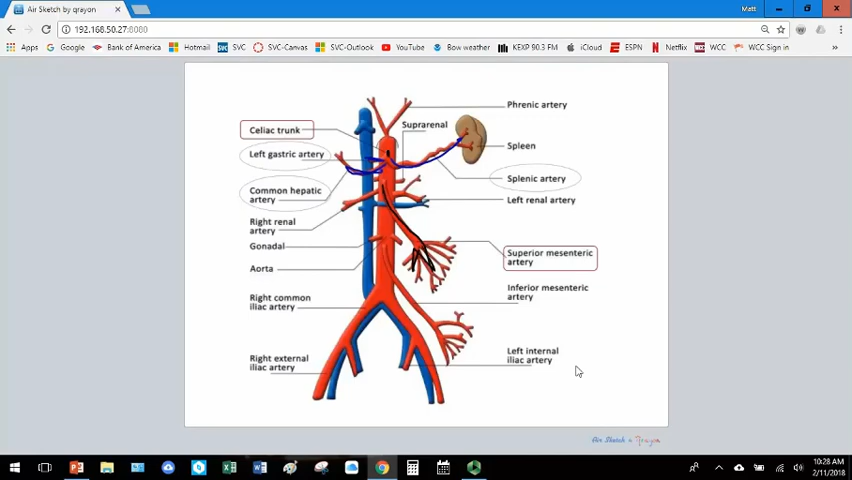 Air Sketch by qrayon
Matt
192.168.50.27:8080
Apps Google Bank of America Hotmail SVC SVC-Canvas SVC-Outlook YouTube Bow weather KEXP 90.3 FM iCloud ESPN Netflix WCC WCC Sign in
Phrenic artery
Suprarenal
Celiac trunk
Spleen
Left gastric artery
Splenic artery
Common hepatic
artery
Left renal artery
Right renal
artery
Gonadal
Superior mesenteric
artery
Aorta
Inferior mesenteric
artery
Right common
iliac artery
Left internal
iliac artery
Right external
iliac artery
Air Sketch by Qrayon
10:28 AM
2/11/2018